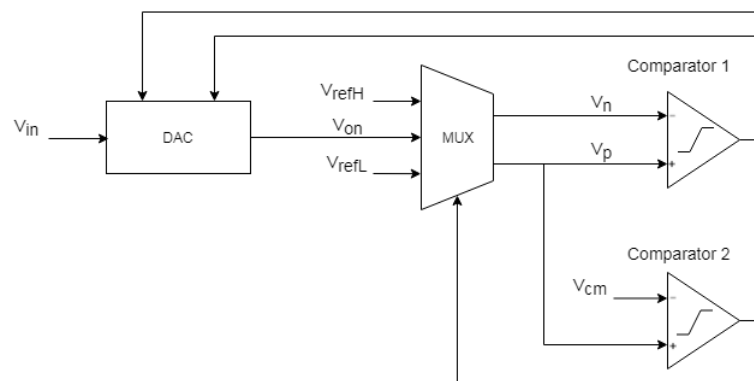 Comparator 1
V_refH
V_n
V_in
DAC
V_on
MUX
V_p
V_refL
Comparator 2
V_cm